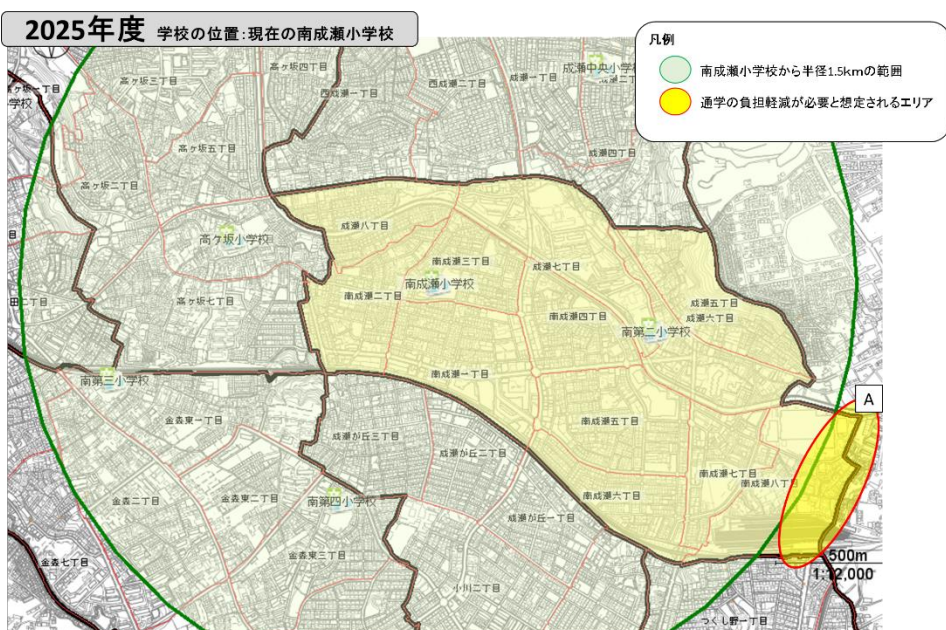 2025年度 学校の位置:現在の南成瀬小学校
凡例
南成瀬小学校から半径1.5kmの範囲
通学の負担軽減が必要と想定されるエリア
高ヶ坂三丁目
高ヶ坂四丁目
西成瀬二丁目
成瀬一丁目
成瀬中央小学
学校
西成瀬一丁目
高ヶ坂五丁目
成瀬四丁目
高ヶ坂二丁目
成瀬八丁目
高ケ坂小学校
南成瀬三丁目
成瀬七丁目
南成瀬小学校
南成瀬二丁目
高ヶ坂七丁目
成瀬五丁目
南成瀬四丁目
成瀬六丁目
南第二小学校
南成瀬一丁目
南第三小学校
A
金森東一丁目
南成瀬五丁目
成瀬が丘三丁目
成瀬が丘二丁目
南成瀬七丁目
南成瀬八丁
金森二丁目
金森東二丁目
南第四小学校
南成瀬六丁目
成瀬が丘一丁目
金森東三丁目
500m
金森七丁目
1:12,000
小川二丁目
つくし野一丁目